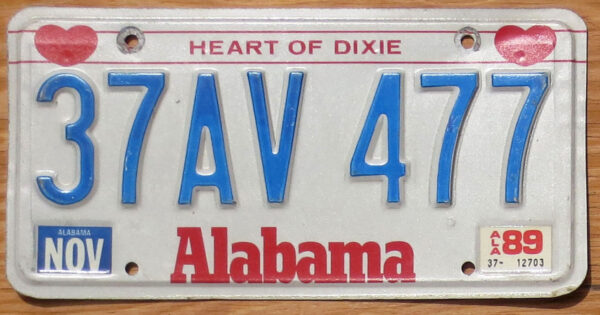 HEART OF DIXIE
37AV 477
ALABAMA
NOV
Alabama
ALA 89
37- 12703